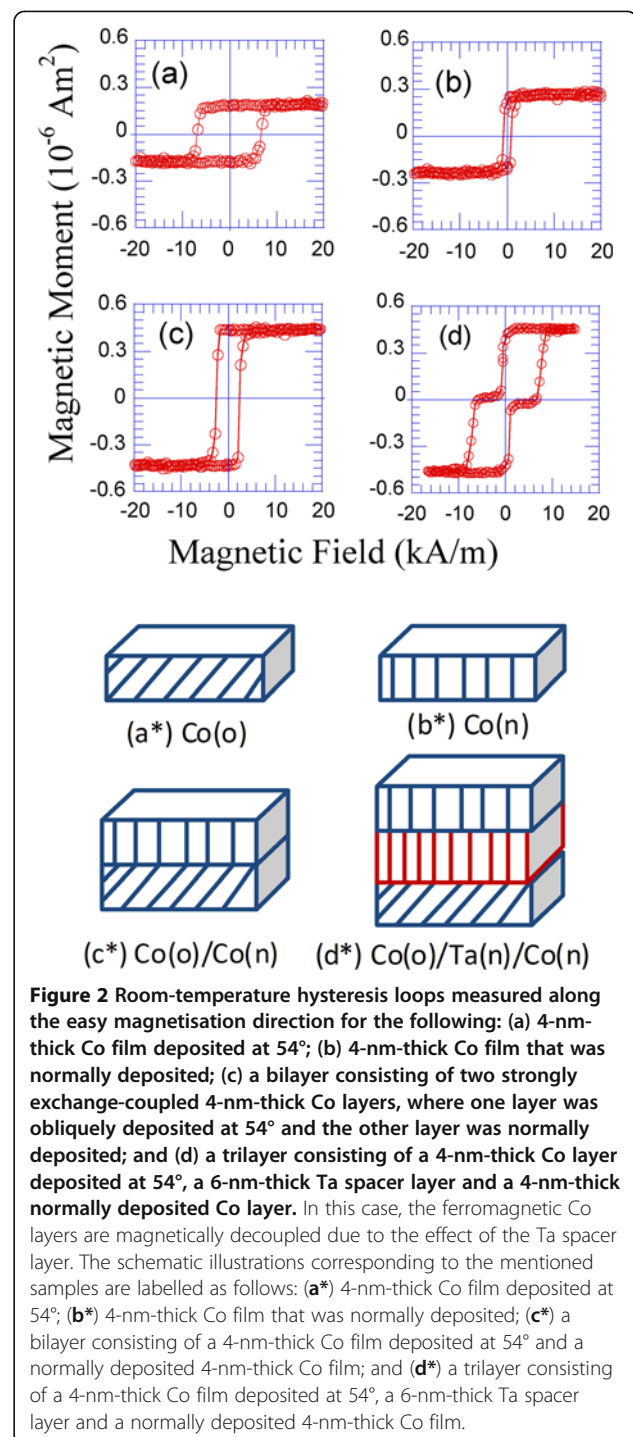 Magnetic Moment (10⁻⁶ Am²)
(a)
0.6
0.3
0
-0.3
-0.6
-20 -10 0 10 20
(b)
0.6
0.3
0
-0.3
-0.6
-20 -10 0 10 20
(c)
0.6
0.3
0
-0.3
-0.6
-20 -10 0 10 20
(d)
0.6
0.3
0
-0.3
-0.6
-20 -10 0 10 20
Magnetic Field (kA/m)
(a*) Co(o)
(b*) Co(n)
(c*) Co(o)/Co(n)
(d*) Co(o)/Ta(n)/Co(n)
Figure 2 Room-temperature hysteresis loops measured along
the easy magnetisation direction for the following: (a) 4-nm-
thick Co film deposited at 54°; (b) 4-nm-thick Co film that was
normally deposited; (c) a bilayer consisting of two strongly
exchange-coupled 4-nm-thick Co layers, where one layer was
obliquely deposited at 54° and the other layer was normally
deposited; and (d) a trilayer consisting of a 4-nm-thick Co layer
deposited at 54°, a 6-nm-thick Ta spacer layer and a 4-nm-thick
normally deposited Co layer. In this case, the ferromagnetic Co
layers are magnetically decoupled due to the effect of the Ta spacer
layer. The schematic illustrations corresponding to the mentioned
samples are labelled as follows: (a*) 4-nm-thick Co film deposited at
54°; (b*) 4-nm-thick Co film that was normally deposited; (c*) a
bilayer consisting of a 4-nm-thick Co film deposited at 54° and a
normally deposited 4-nm-thick Co film; and (d*) a trilayer consisting
of a 4-nm-thick Co film deposited at 54°, a 6-nm-thick Ta spacer
layer and a normally deposited 4-nm-thick Co film.